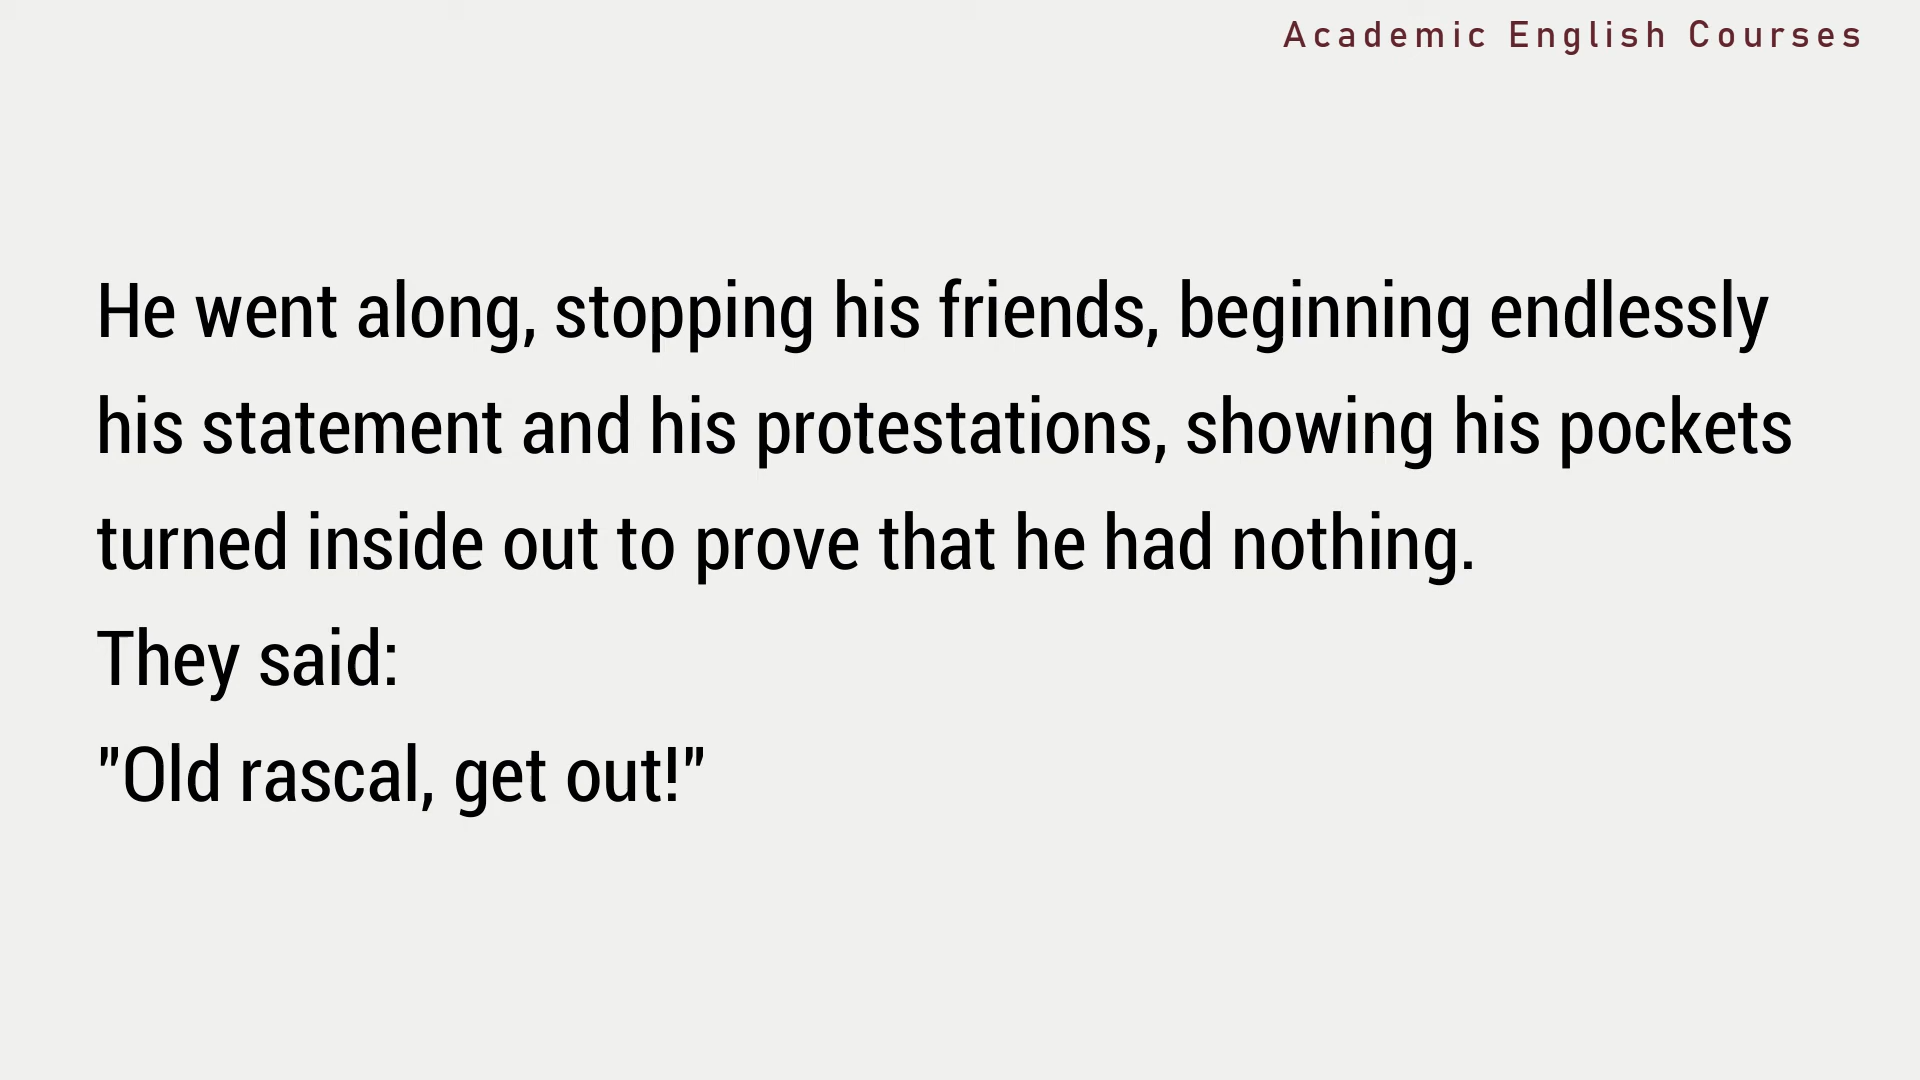 Academic English Courses
He went along, stopping his friends, beginning endlessly
his statement and his protestations, showing his pockets
turned inside out to prove that he had nothing.
They said:
"Old rascal, get out!"